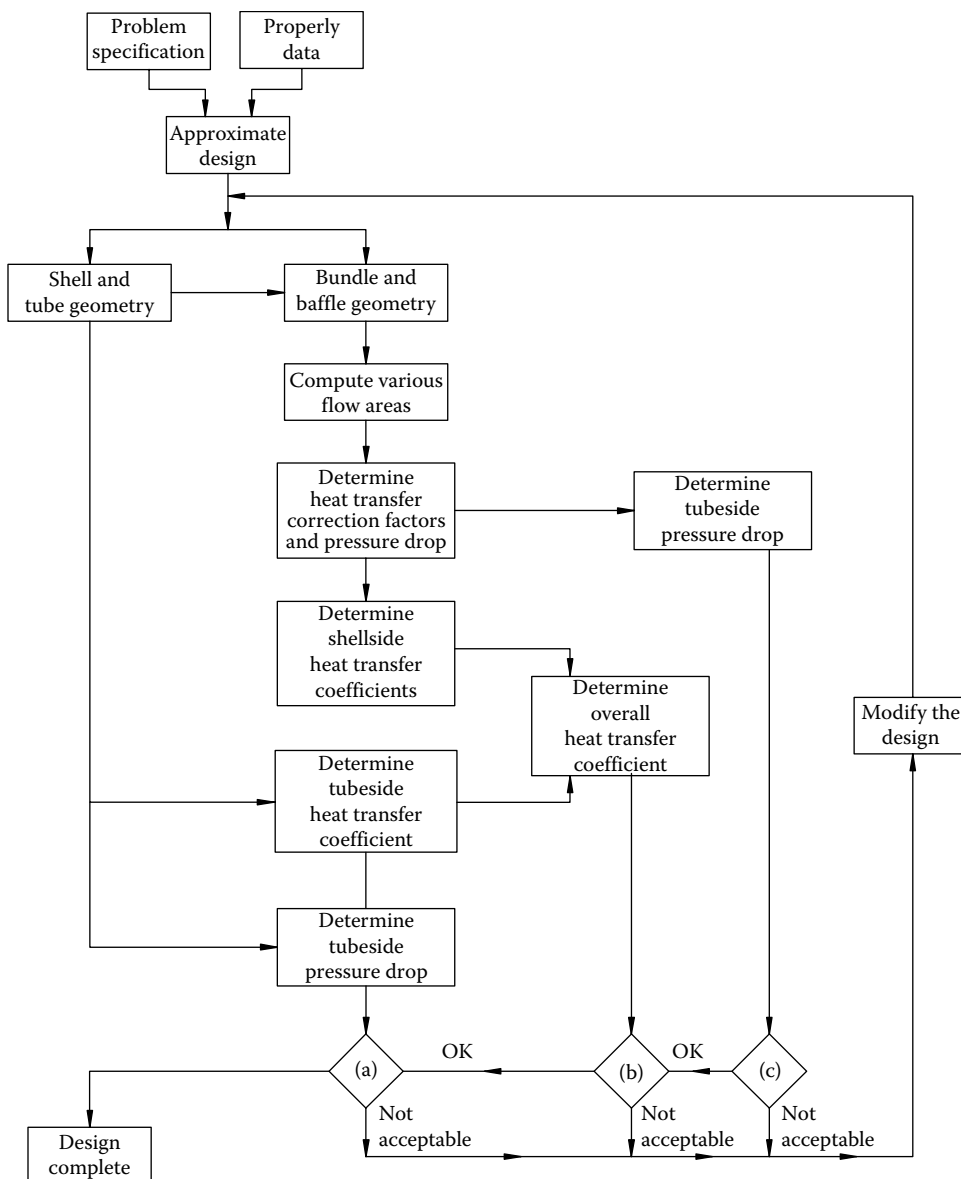 Problem
specification
Properly
data
Approximate
design
Shell and
tube geometry
Bundle and
baffle geometry
Compute various
flow areas
Determine
heat transfer
correction factors
and pressure drop
Determine
tubeside
pressure drop
Determine
shellside
heat transfer
coefficients
Determine
overall
heat transfer
coefficient
Modify the
design
Determine
tubeside
heat transfer
coefficient
Determine
tubeside
pressure drop
(a)
OK
(b)
OK
(c)
Not
acceptable
Not
acceptable
Not
acceptable
Design
complete